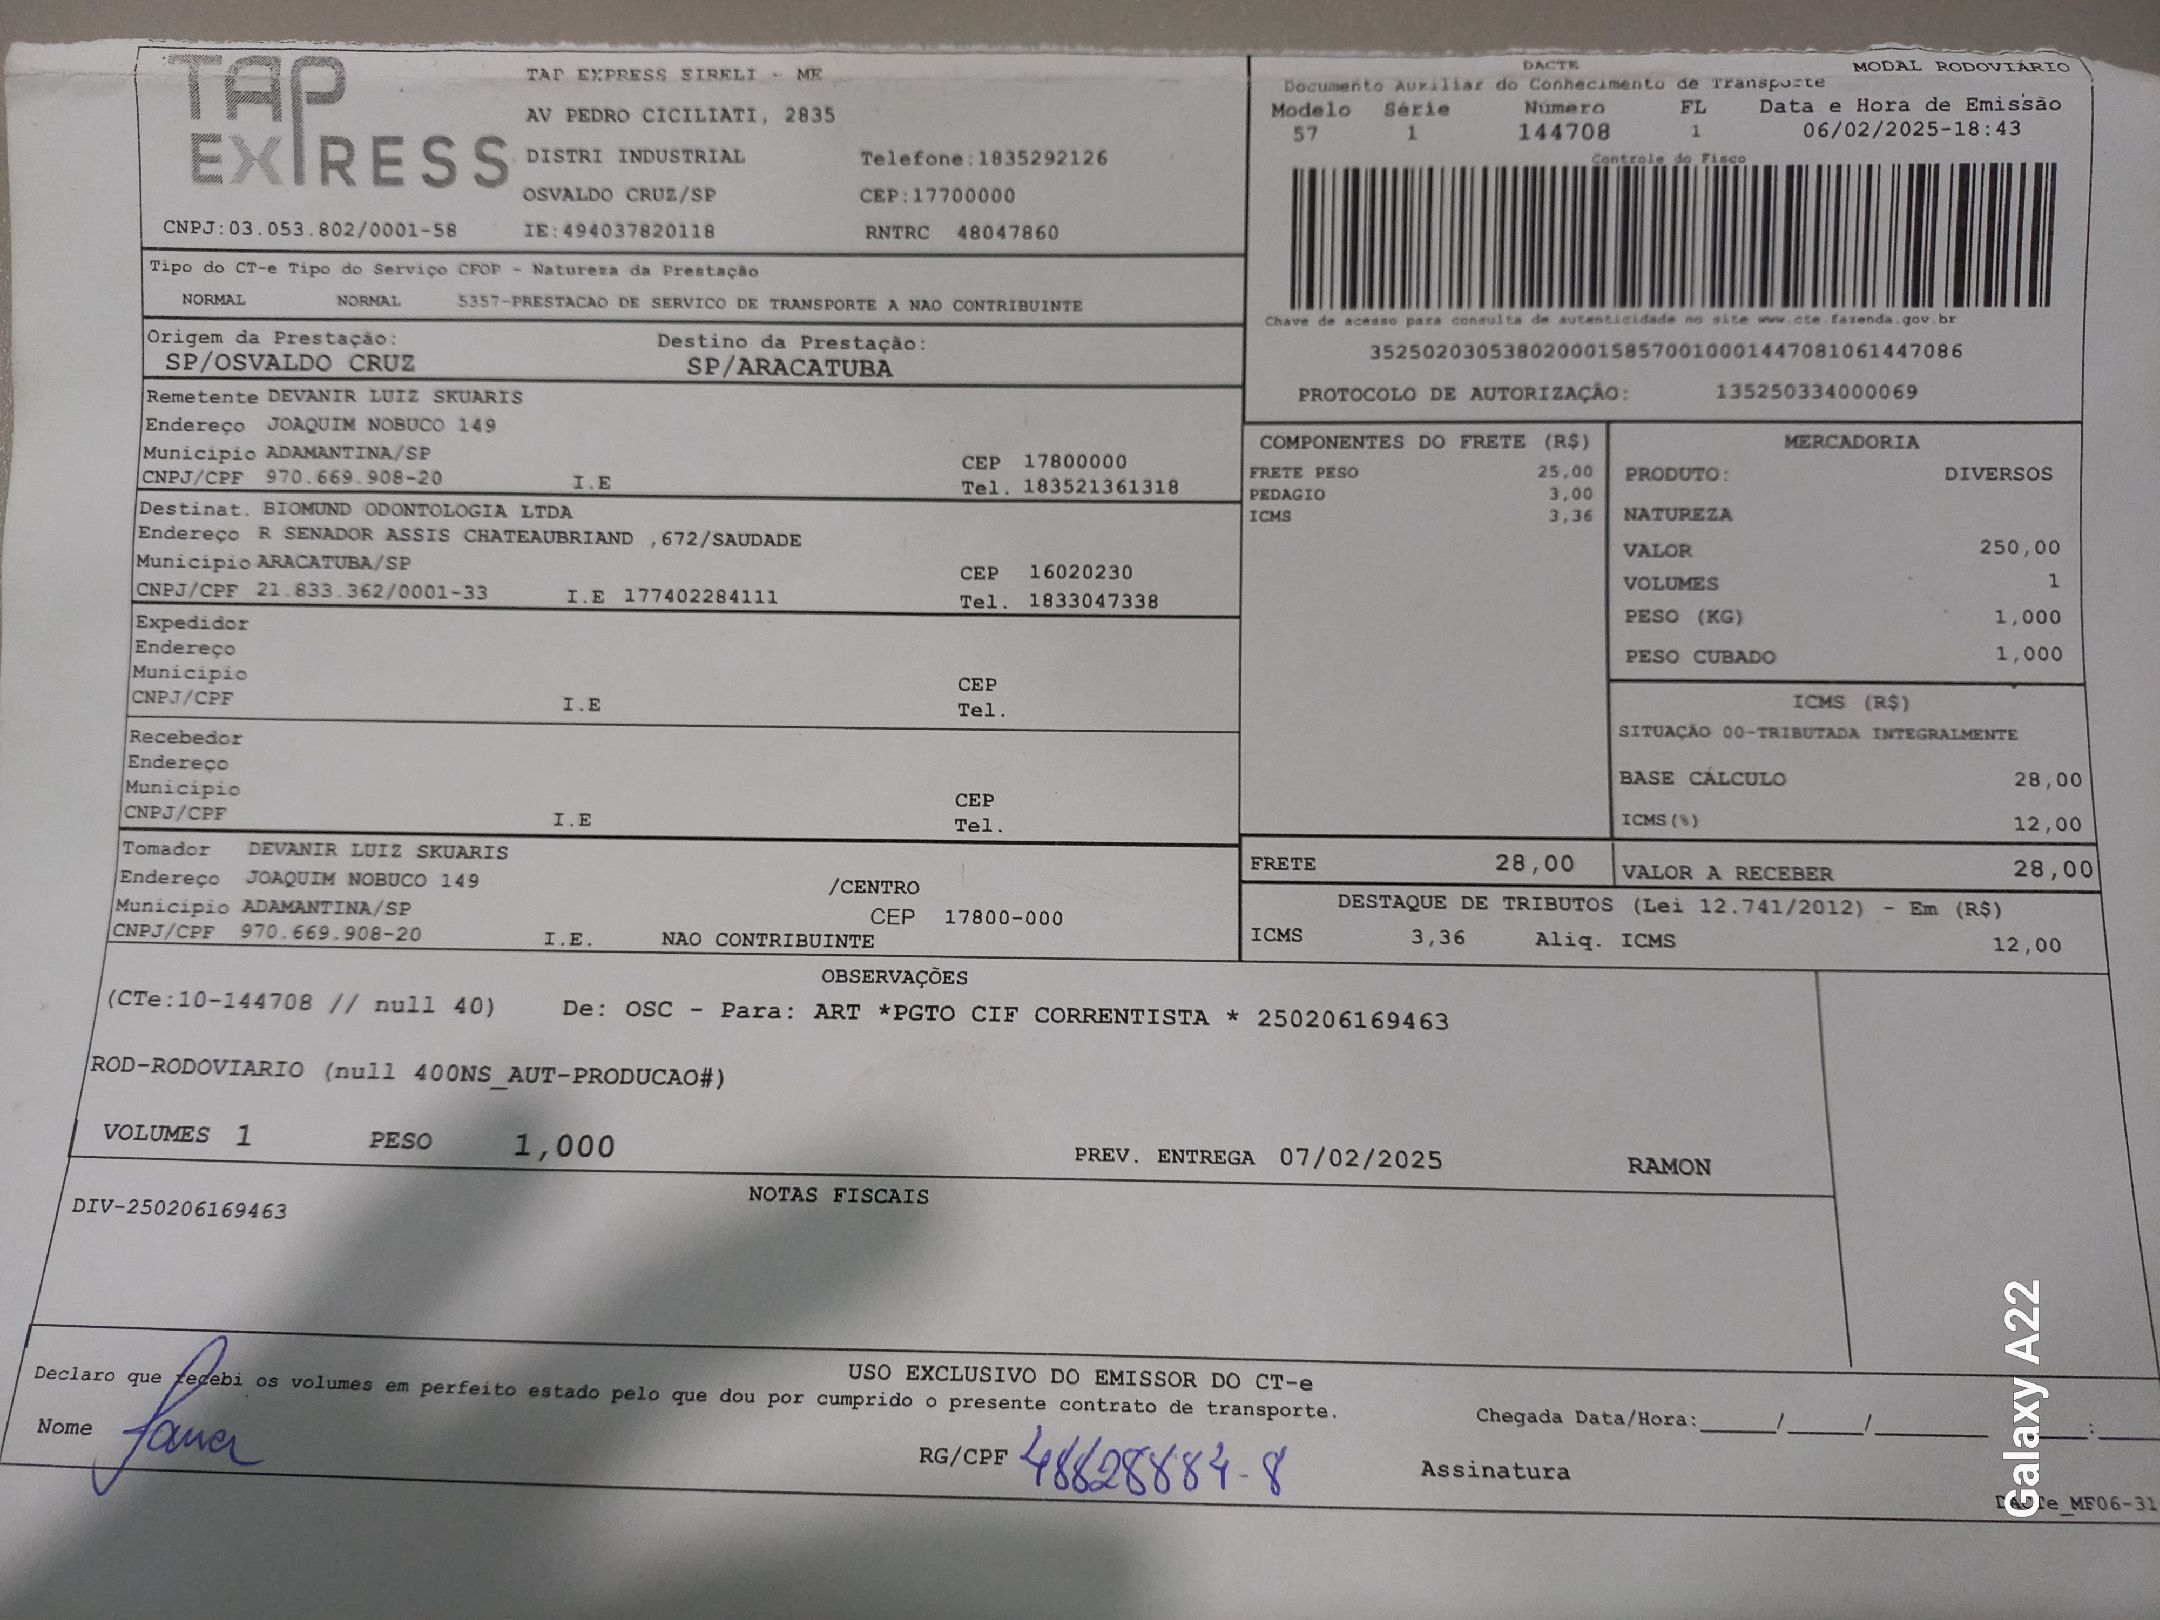 TAP EXPRESS
TAP EXPRESS EIRELI - ME
AV PEDRO CICILIATI, 2835
DISTRI INDUSTRIAL Telefone:1835292126
OSVALDO CRUZ/SP CEP:17700000
CNPJ:03.053.802/0001-58 IE:494037820118 RNTRC 48047860
DACTE MODAL RODOVIÁRIO
Documento Auxiliar do Conhecimento de Transporte
Modelo Série Número FL Data e Hora de Emissão
57 1 144708 1 06/02/2025-18:43
Controle do Fisco
Chave de acesso para consulta de autenticidade no site www.cte.fazenda.gov.br
35250203053802000158570010001447081061447086
PROTOCOLO DE AUTORIZAÇÃO: 135250334000069
Tipo do CT-e Tipo do Serviço CFOP - Natureza da Prestação
NORMAL NORMAL 5357-PRESTACAO DE SERVICO DE TRANSPORTE A NAO CONTRIBUINTE
Origem da Prestação: Destino da Prestação:
SP/OSVALDO CRUZ SP/ARACATUBA
Remetente DEVANIR LUIZ SKUARIS
Endereço JOAQUIM NOBUCO 149
Municipio ADAMANTINA/SP CEP 17800000
CNPJ/CPF 970.669.908-20 I.E Tel. 183521361318
Destinat. BIOMUND ODONTOLOGIA LTDA
Endereço R SENADOR ASSIS CHATEAUBRIAND ,672/SAUDADE
Municipio ARACATUBA/SP CEP 16020230
CNPJ/CPF 21.833.362/0001-33 I.E 177402284111 Tel. 1833047338
Expedidor
Endereço
Municipio CEP
CNPJ/CPF I.E Tel.
Recebedor
Endereço
Municipio CEP
CNPJ/CPF I.E Tel.
Tomador DEVANIR LUIZ SKUARIS
Endereço JOAQUIM NOBUCO 149 /CENTRO
Municipio ADAMANTINA/SP CEP 17800-000
CNPJ/CPF 970.669.908-20 I.E. NAO CONTRIBUINTE
COMPONENTES DO FRETE (R$)
FRETE PESO 25,00
PEDAGIO 3,00
ICMS 3,36
MERCADORIA
PRODUTO: DIVERSOS
NATUREZA
VALOR 250,00
VOLUMES 1
PESO (KG) 1,000
PESO CUBADO 1,000
ICMS (R$)
SITUAÇÃO 00-TRIBUTADA INTEGRALMENTE
BASE CÁLCULO 28,00
ICMS(%) 12,00
FRETE 28,00 VALOR A RECEBER 28,00
DESTAQUE DE TRIBUTOS (Lei 12.741/2012) - Em (R$)
ICMS 3,36 Aliq. ICMS 12,00
OBSERVAÇÕES
(CTe:10-144708 // null 40) De: OSC - Para: ART *PGTO CIF CORRENTISTA * 250206169463
ROD-RODOVIARIO (null 400NS_AUT-PRODUCAO#)
VOLUMES 1 PESO 1,000 PREV. ENTREGA 07/02/2025 RAMON
NOTAS FISCAIS
DIV-250206169463
USO EXCLUSIVO DO EMISSOR DO CT-e
Declaro que recebi os volumes em perfeito estado pelo que dou por cumprido o presente contrato de transporte.
Nome RG/CPF 48628884-8 Chegada Data/Hora:____/____/____ ____:____
Assinatura
MF06-31
Galaxy A22